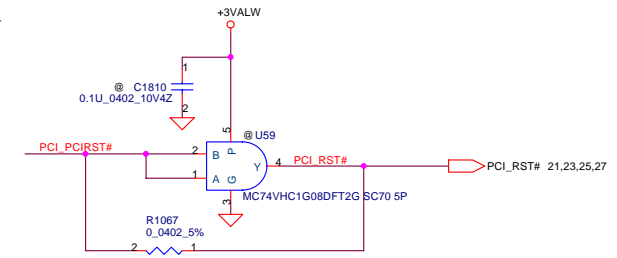 +3VALW
1
@ C1810
0.1U_0402_10V4Z
2
5
@ U59
PCI_PCIRST#
2
B
P
Y
4
PCI_RST#
PCI_RST# 21,23,25,27
1
A
G
3
MC74VHC1G08DFT2G SC70 5P
R1067
0_0402_5%
2
1